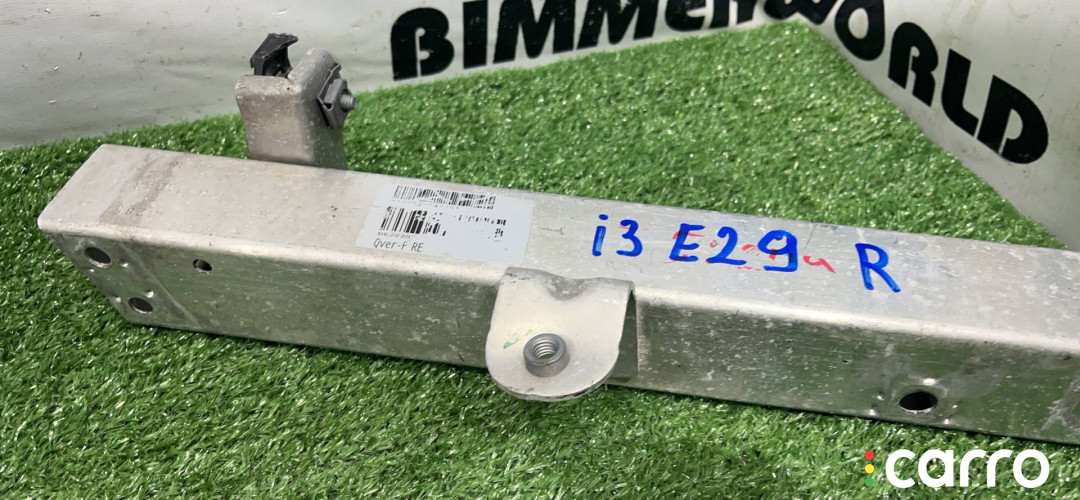 BIMMERWORLD
Qver-F RE
i3 E29 R
carro